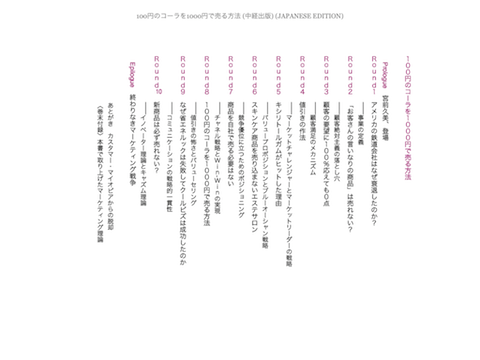 100円のコーラを1000円で売る方法 (中経出版) (JAPANESE EDITION)
100円のコーラを1000円で売る方法
Prologue 宮前久美、登場
Round1 アメリカの鉄道会社はなぜ衰退したのか?
――事業の定義
Round2 「お客さんの言いなりの商品」は売れない?
――顧客絶対主義の落とし穴
Round3 顧客の要望に100%応えても0点
――顧客満足のメカニズム
Round4 値引きの作法
――マーケットチャレンジャーとマーケットリーダーの戦略
Round5 キシリトールガムがヒットした理由
――バリュープロポジションとブルーオーシャン戦略
Round6 スキンケア商品を売り込まないエステサロン
――競争優位に立つためのポジショニング
Round7 商品を自社で売る必要はない
――チャネル戦略とWin-Winの実現
Round8 100円のコーラを1000円で売る方法
――値引きの怖さとバリューセリング
Round9 なぜ省エネルックは失敗してクールビズは成功したのか
――コミュニケーションの戦略的一貫性
Round10 新商品は必ず売れない?
――イノベーター理論とキャズム理論
Epilogue 終わりなきマーケティング戦争
あとがき カスタマー・マイオピアからの脱却
〈巻末付録〉本書で取り上げたマーケティング理論